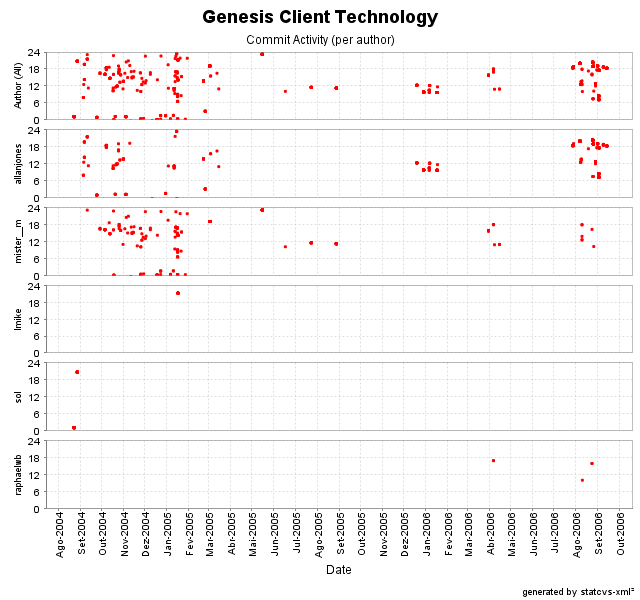 Genesis Client Technology
Commit Activity (per author)
Author (All)
24
18
12
6
0
allanjones
24
18
12
6
0
mister__m
24
18
12
6
0
lmike
24
18
12
6
0
sol
24
18
12
6
0
raphaelwb
24
18
12
6
0
Ago-2004
Set-2004
Out-2004
Nov-2004
Dez-2004
Jan-2005
Fev-2005
Mar-2005
Abr-2005
Mai-2005
Jun-2005
Jul-2005
Ago-2005
Set-2005
Out-2005
Nov-2005
Dez-2005
Jan-2006
Fev-2006
Mar-2006
Abr-2006
Mai-2006
Jun-2006
Jul-2006
Ago-2006
Set-2006
Out-2006
Date
generated by statcvs-xml²